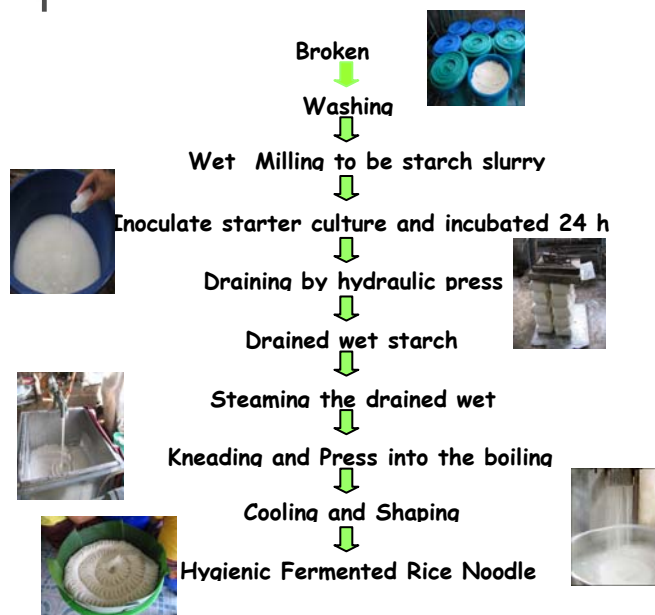 Broken
Washing
Wet Milling to be starch slurry
Inoculate starter culture and incubated 24 h
Draining by hydraulic press
Drained wet starch
Steaming the drained wet
Kneading and Press into the boiling
Cooling and Shaping
Hygienic Fermented Rice Noodle